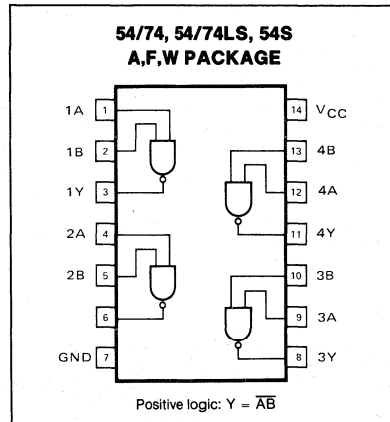 54/74, 54/74LS, 54S
A,F,W PACKAGE
1A 1 14 VCC
1B 2 13 4B
1Y 3 12 4A
2A 4 11 4Y
2B 5 10 3B
6 9 3A
GND 7 8 3Y
Positive logic: Y = A̅B̅